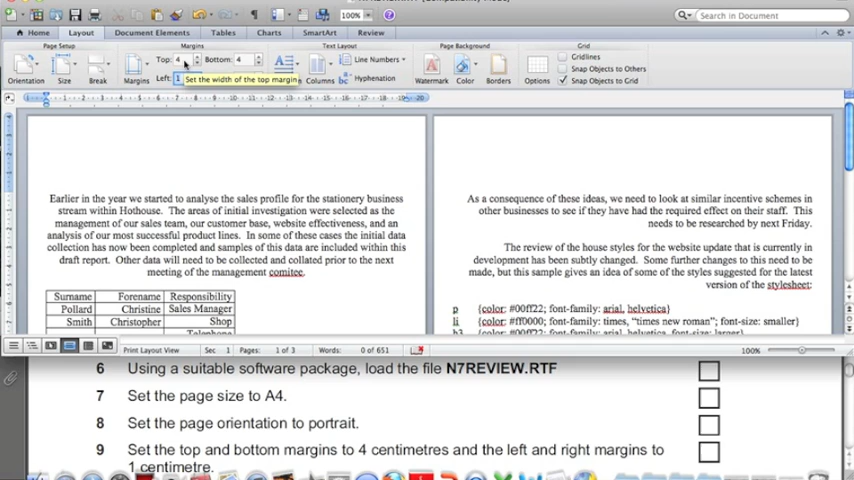 100%
Search in Document
Home Layout Document Elements Tables Charts SmartArt Review
Page Setup Margins Text Layout Page Background Grid
Top: 4 Bottom: 4 Line Numbers Gridlines
Snap Objects to Others
Orientation Size Break Margins Left: 1 Set the width of the top margin Columns Hyphenation Watermark Color Borders Options Snap Objects to Grid
Earlier in the year we started to analyse the sales profile for the stationery business
stream within Hothouse. The areas of initial investigation were selected as the
management of our sales team, our customer base, website effectiveness, and an
analysis of our most successful product lines. In some of these cases the initial data
collection has now been completed and samples of this data are included within this
draft report. Other data will need to be collected and collated prior to the next
meeting of the management comitee.
Surname Forename Responsibility
Pollard Christine Sales Manager
Smith Christopher Shop
Telephone
As a consequence of these ideas, we need to look at similar incentive schemes in
other businesses to see if they have had the required effect on their staff. This
needs to be researched by next Friday.
The review of the house styles for the website update that is currently in
development has been subtly changed. Some further changes to this need to be
made, but this sample gives an idea of some of the styles suggested for the latest
version of the stylesheet:
p {color: #00ff22; font-family: arial, helvetica}
li {color: #ff0000; font-family: times, "times new roman"; font-size: smaller}
h3 {color: #00ff22; font-family: arial, helvetica, font-size: larger}
Print Layout View Sec 1 Pages: 1 of 3 Words: 0 of 651 100%
6 Using a suitable software package, load the file N7REVIEW.RTF
7 Set the page size to A4.
8 Set the page orientation to portrait.
9 Set the top and bottom margins to 4 centimetres and the left and right margins to
1 centimetre.